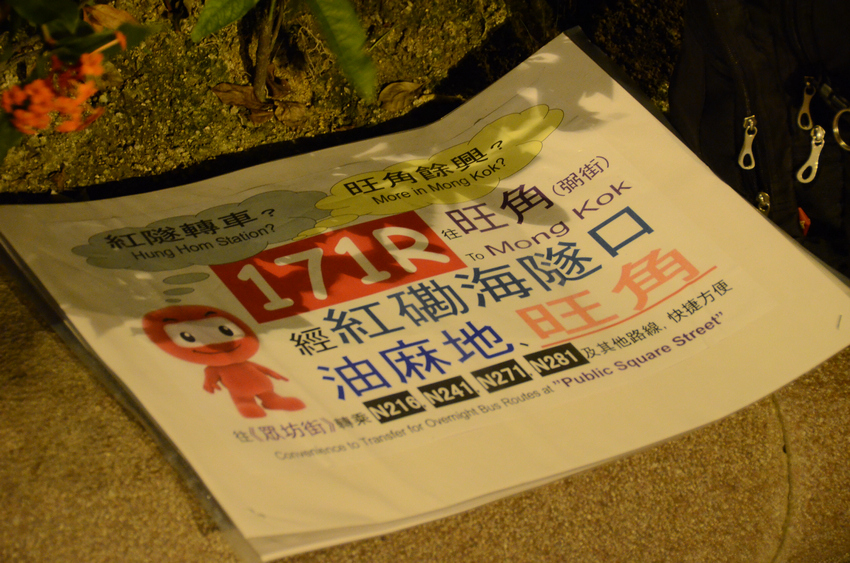 紅隧轉車？
Hung Hom Station?
旺角餘興？
More in Mong Kok?
171R 往旺角(弼街)
To Mong Kok
經紅磡海隧口
油麻地、旺角
往《眾坊街》轉乘 N216 N241 N271 N281 及其他路線，快捷方便
Convenience to Transfer for Overnight Bus Routes at "Public Square Street"